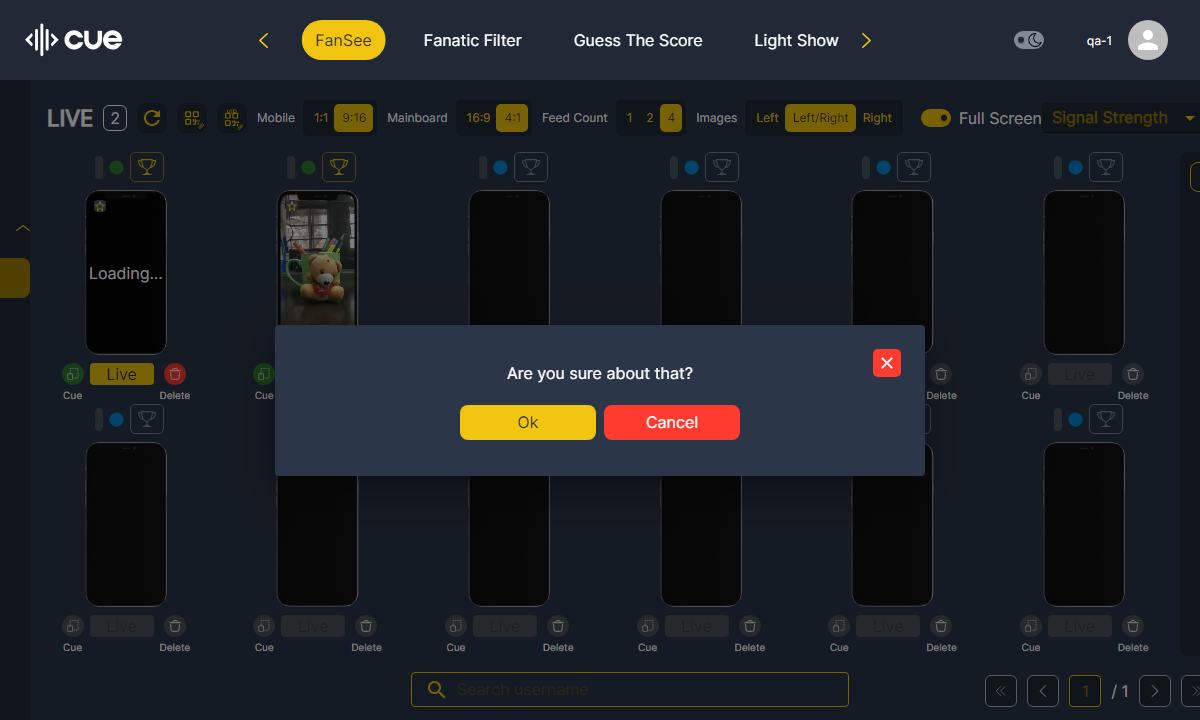 cue
FanSee
Fanatic Filter
Guess The Score
Light Show
qa-1
LIVE 2
Mobile 1:1 9:16
Mainboard 16:9 4:1
Feed Count 1 2 4
Images Left Left/Right Right
Full Screen
Signal Strength
Loading...
Live
Live
Cue Delete
Cue
Delete
Cue Delete
Are you sure about that?
Ok
Cancel
Live Live Live Live Live Live
Cue Delete Cue Delete Cue Delete Cue Delete Cue Delete Cue Delete
Search username
1 / 1